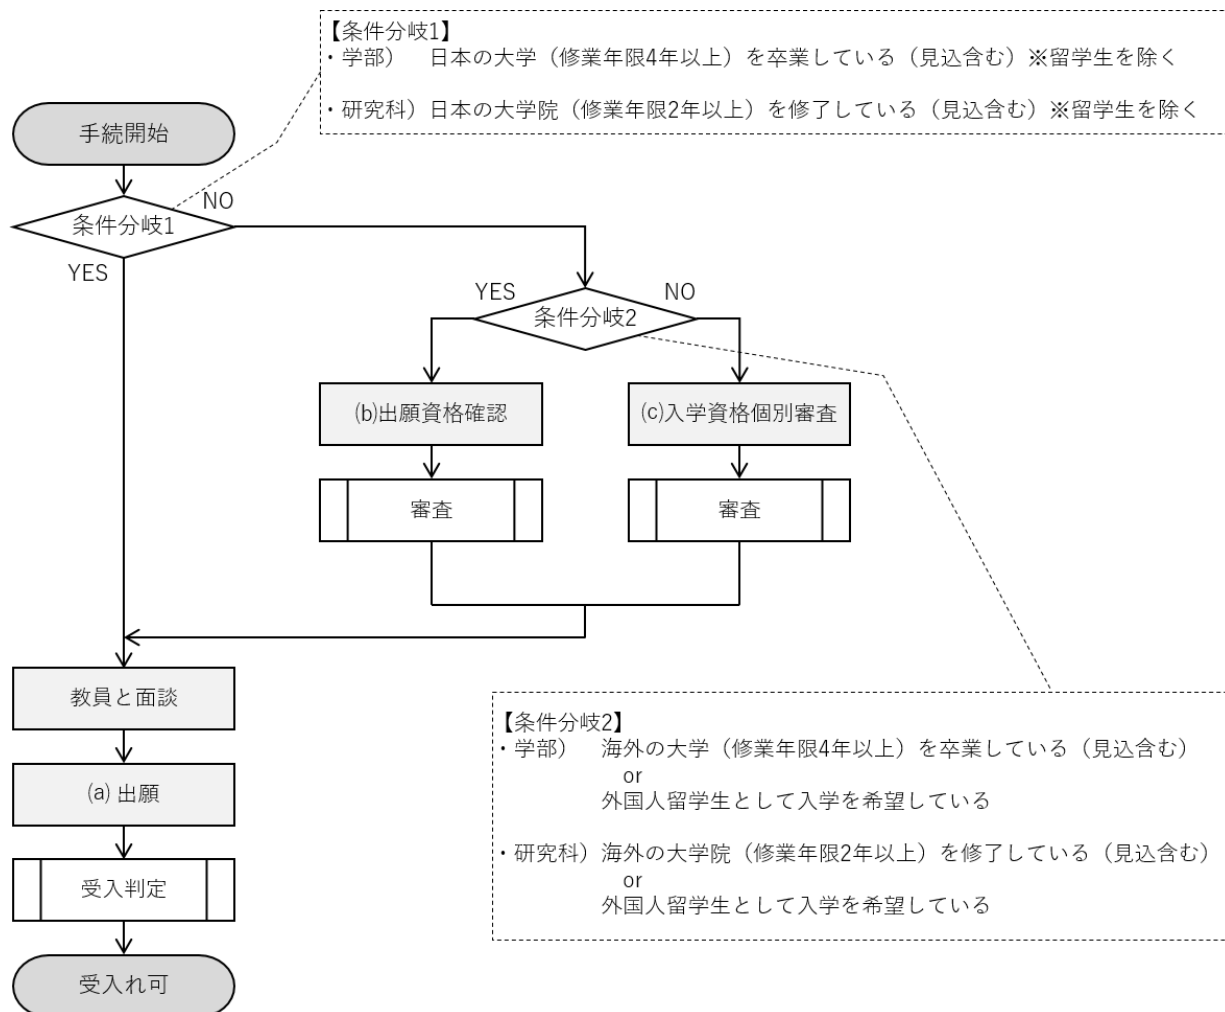 【条件分岐1】
・学部） 日本の大学（修業年限4年以上）を卒業している（見込含む）※留学生を除く
・研究科）日本の大学院（修業年限2年以上）を修了している（見込含む）※留学生を除く
手続開始
条件分岐1
NO
YES
条件分岐2
YES
NO
(b)出願資格確認
(c)入学資格個別審査
審査
審査
教員と面談
(a) 出願
受入判定
受入れ可
【条件分岐2】
・学部） 海外の大学（修業年限4年以上）を卒業している（見込含む）
or
外国人留学生として入学を希望している
・研究科）海外の大学院（修業年限2年以上）を修了している（見込含む）
or
外国人留学生として入学を希望している